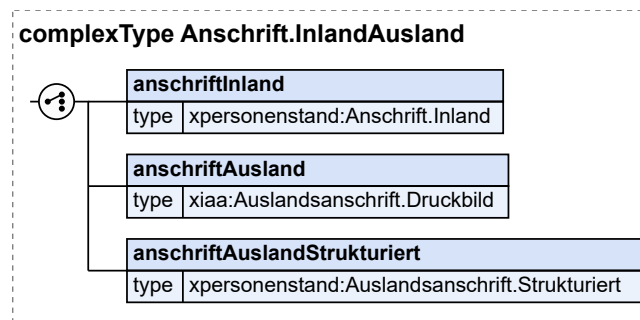 complexType Anschrift.InlandAusland
anschriftInland
type xpersonenstand:Anschrift.Inland
anschriftAusland
type xiaa:Auslandsanschrift.Druckbild
anschriftAuslandStrukturiert
type xpersonenstand:Auslandsanschrift.Strukturiert